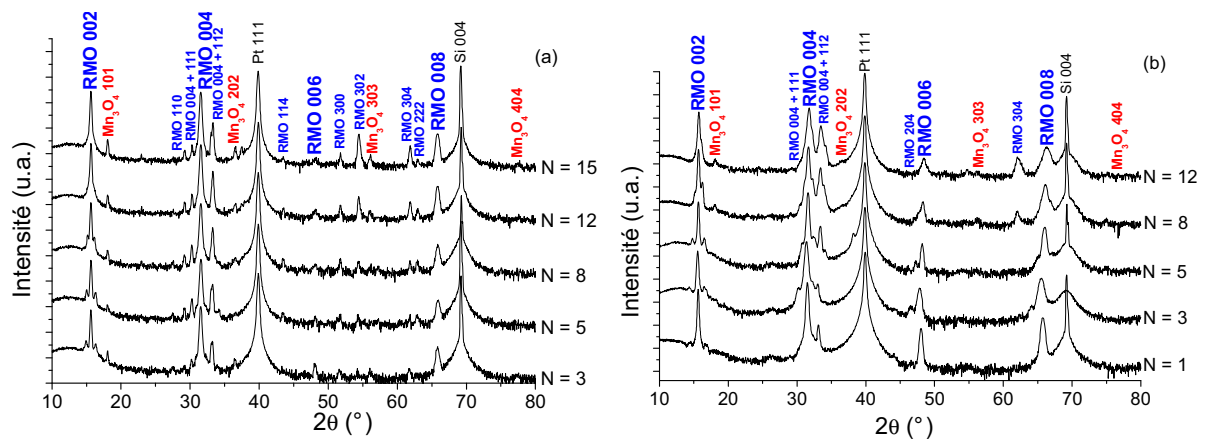 (a)
RMO 002
Mn₃O₄ 101
RMO 110
RMO 004 + 111
RMO 004
RMO 004 + 112
Mn₃O₄ 202
Pt 111
RMO 114
RMO 006
RMO 300
RMO 302
Mn₃O₄ 303
RMO 304
RMO 222
RMO 008
Si 004
Mn₃O₄ 404
N = 15
N = 12
N = 8
N = 5
N = 3
Intensité (u.a.)
10 20 30 40 50 60 70 80
2θ (°)
(b)
RMO 002
Mn₃O₄ 101
RMO 004 + 111
RMO 004
RMO 004 + 112
Mn₃O₄ 202
Pt 111
RMO 204
RMO 006
Mn₃O₄ 303
RMO 304
RMO 008
Si 004
Mn₃O₄ 404
N = 12
N = 8
N = 5
N = 3
N = 1
Intensité (u.a.)
10 20 30 40 50 60 70 80
2θ (°)